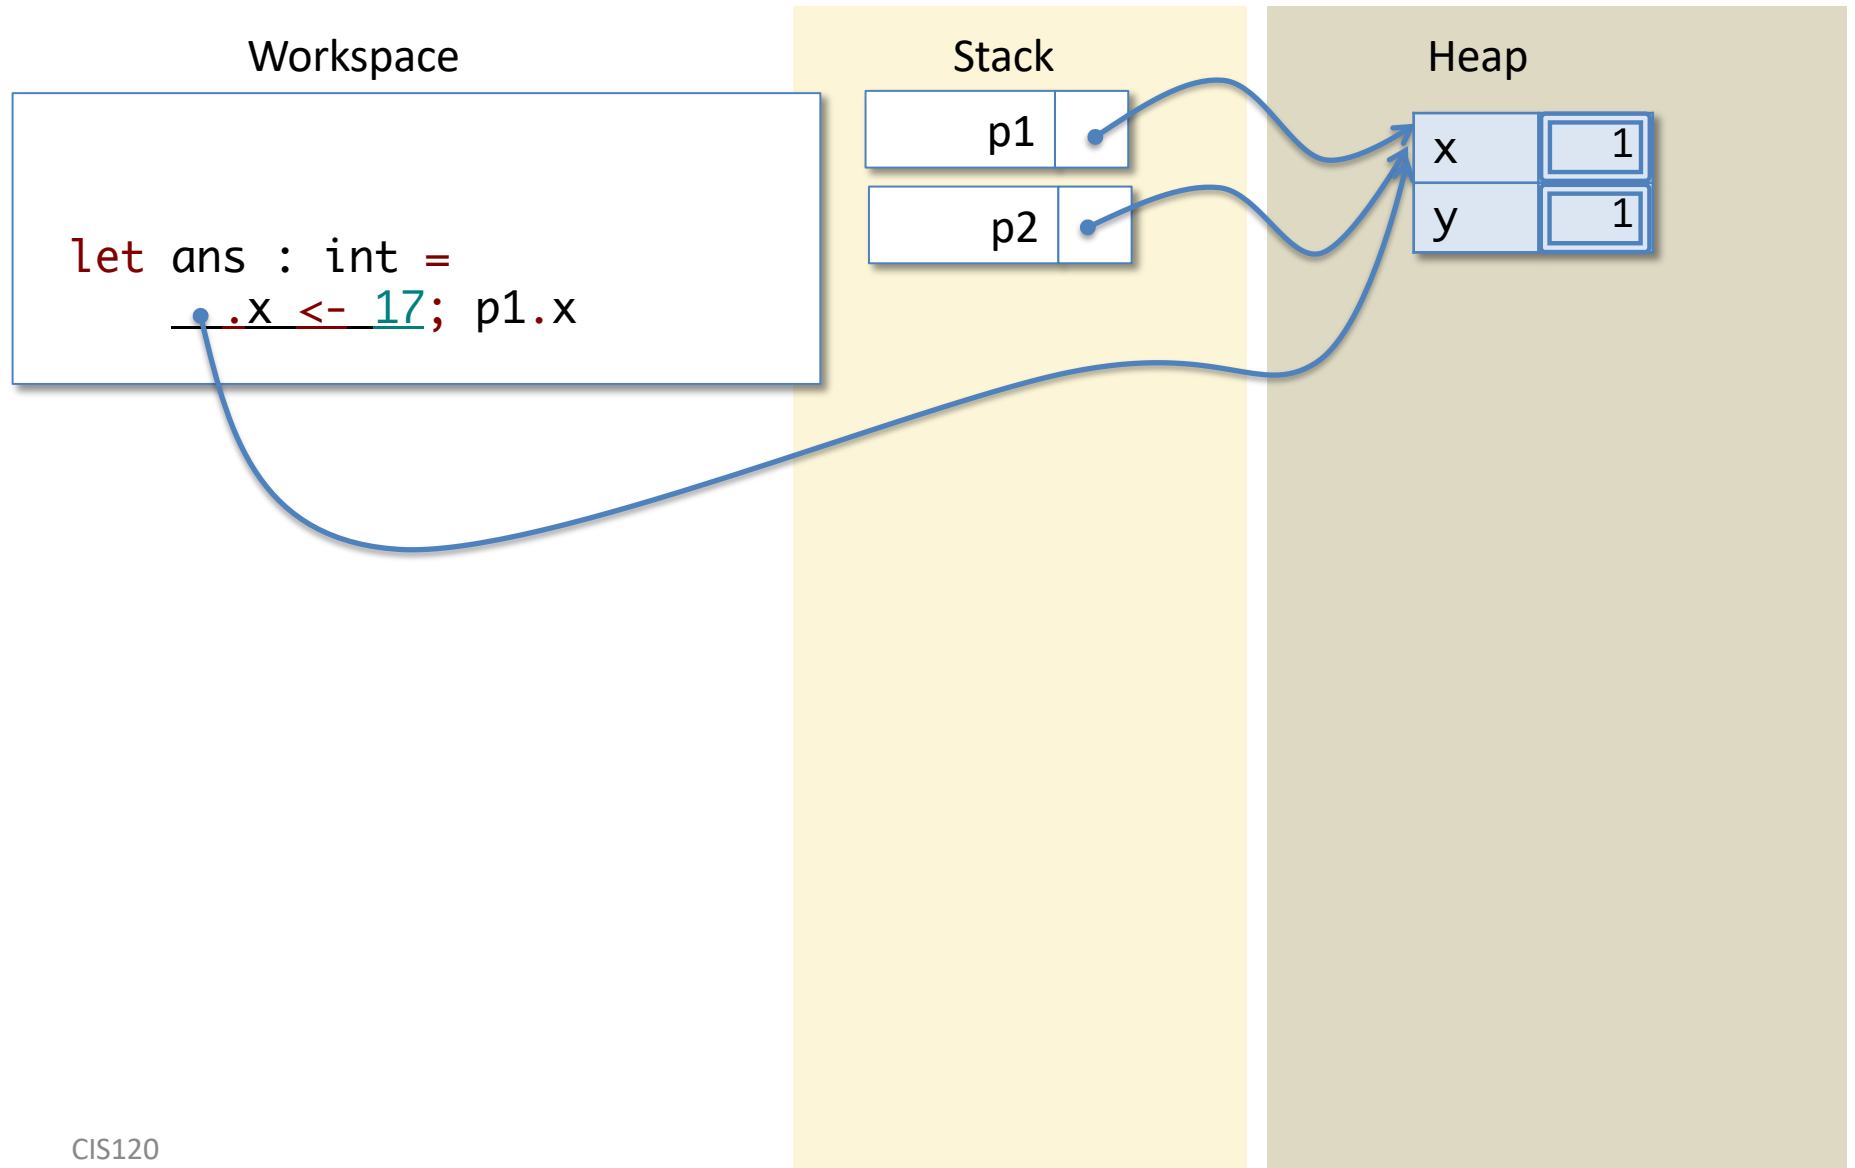 Workspace
Stack
Heap
let ans : int =
.x <- 17; p1.x
p1
p2
x 1
y 1
CIS120